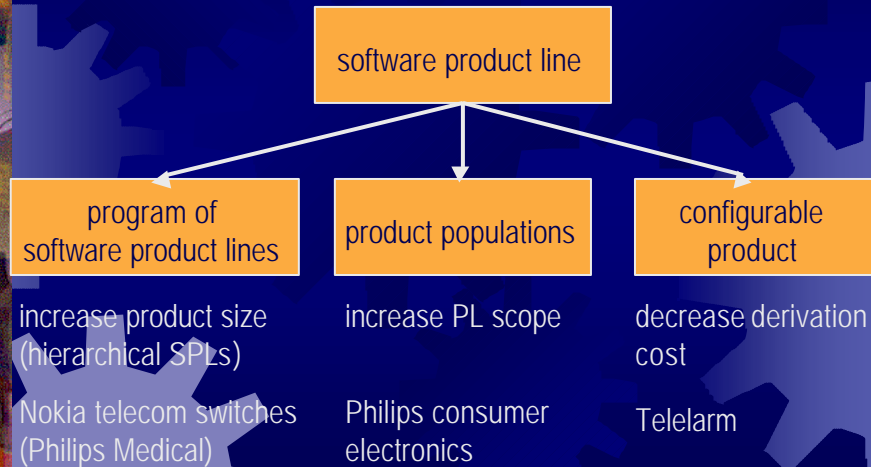 software product line
program of
software product lines
product populations
configurable
product
increase product size
(hierarchical SPLs)
Nokia telecom switches
(Philips Medical)
increase PL scope
Philips consumer
electronics
decrease derivation
cost
Telelarm